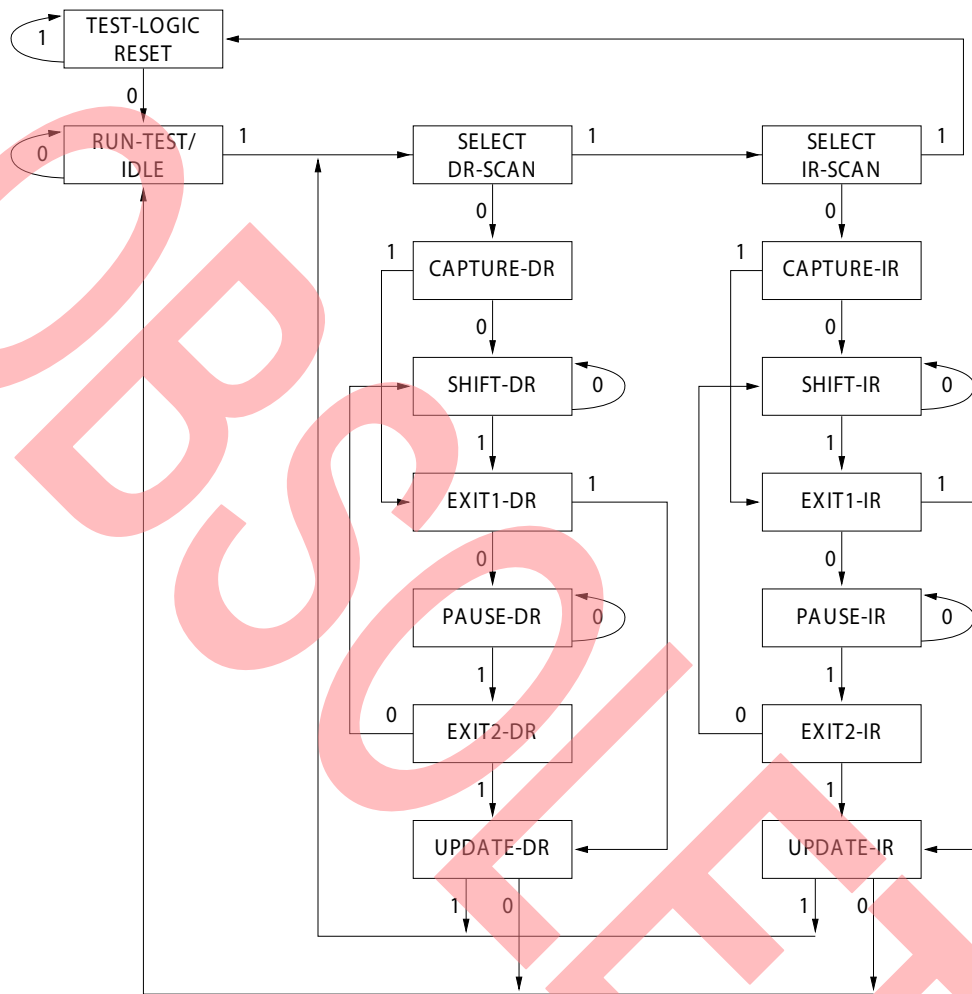 TEST-LOGIC
RESET
1
0
RUN-TEST/
IDLE
0
1
SELECT
DR-SCAN
1
SELECT
IR-SCAN
1
0
0
1
CAPTURE-DR
1
CAPTURE-IR
0
0
SHIFT-DR
0
SHIFT-IR
0
1
1
EXIT1-DR
1
EXIT1-IR
1
0
0
PAUSE-DR
0
PAUSE-IR
0
1
1
0
EXIT2-DR
0
EXIT2-IR
1
1
UPDATE-DR
UPDATE-IR
1
0
1
0
OBSOLETE